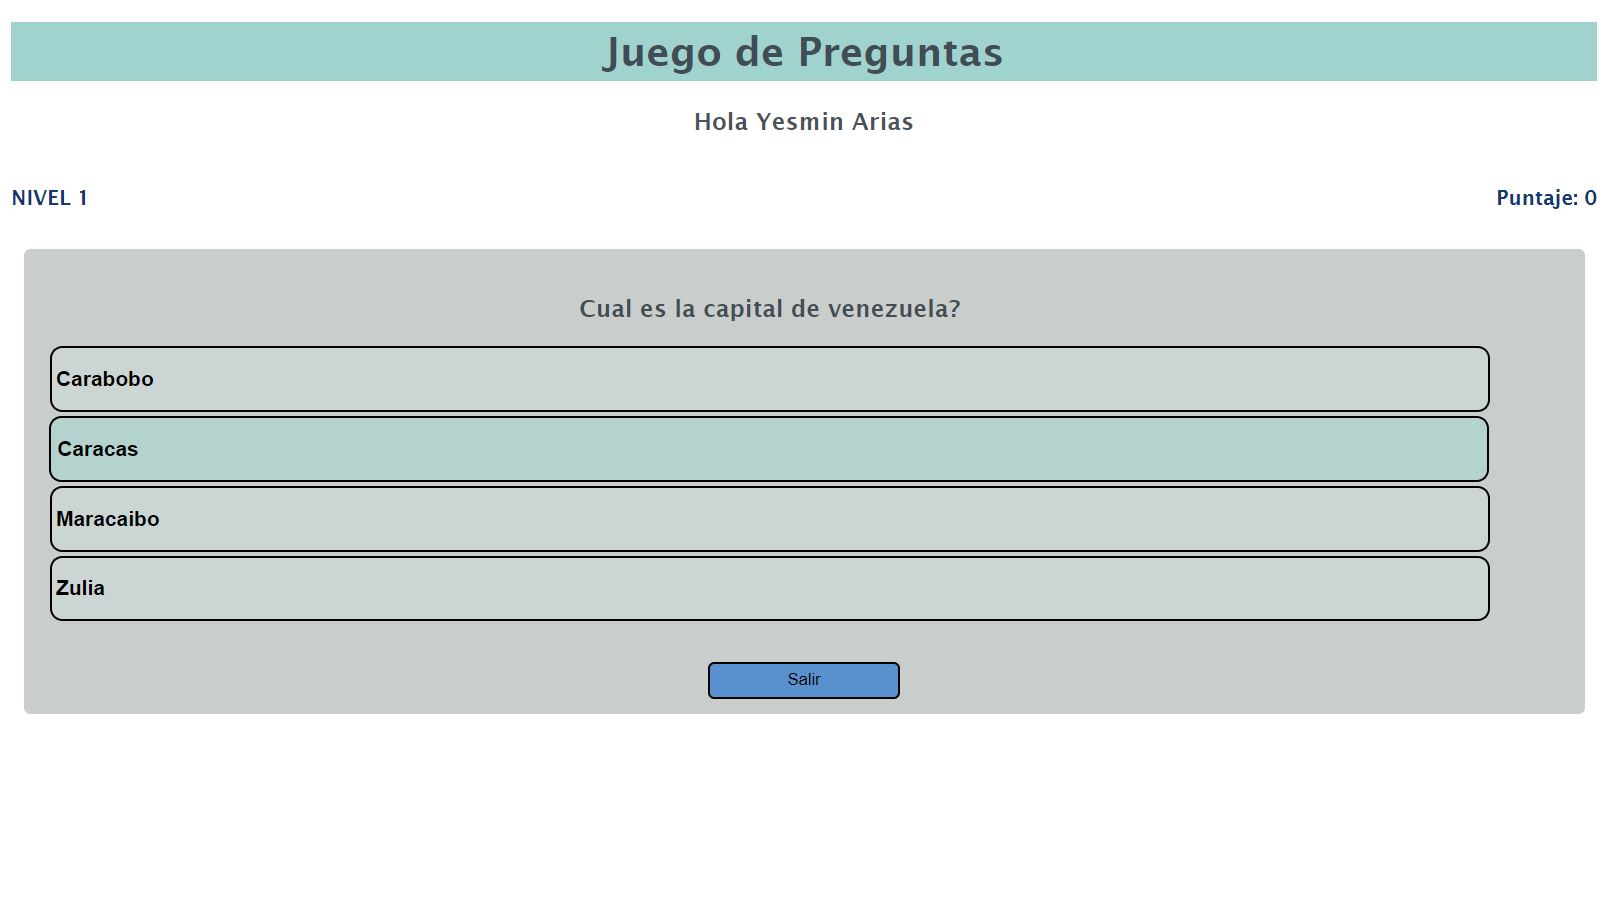 Juego de Preguntas
Hola Yesmin Arias
NIVEL 1
Puntaje: 0
Cual es la capital de venezuela?
Carabobo
Caracas
Maracaibo
Zulia
Salir